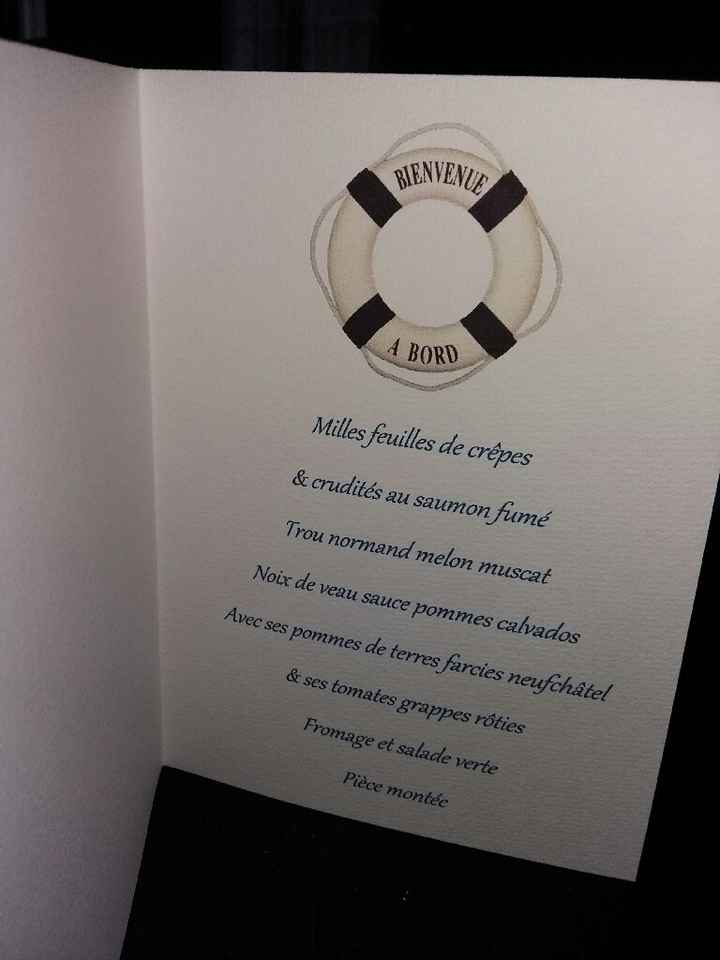 BIENVENUE
A BORD
Milles feuilles de crêpes
& crudités au saumon fumé
Trou normand melon muscat
Noix de veau sauce pommes calvados
Avec ses pommes de terres farcies neufchâtel
& ses tomates grappes rôties
Fromage et salade verte
Pièce montée